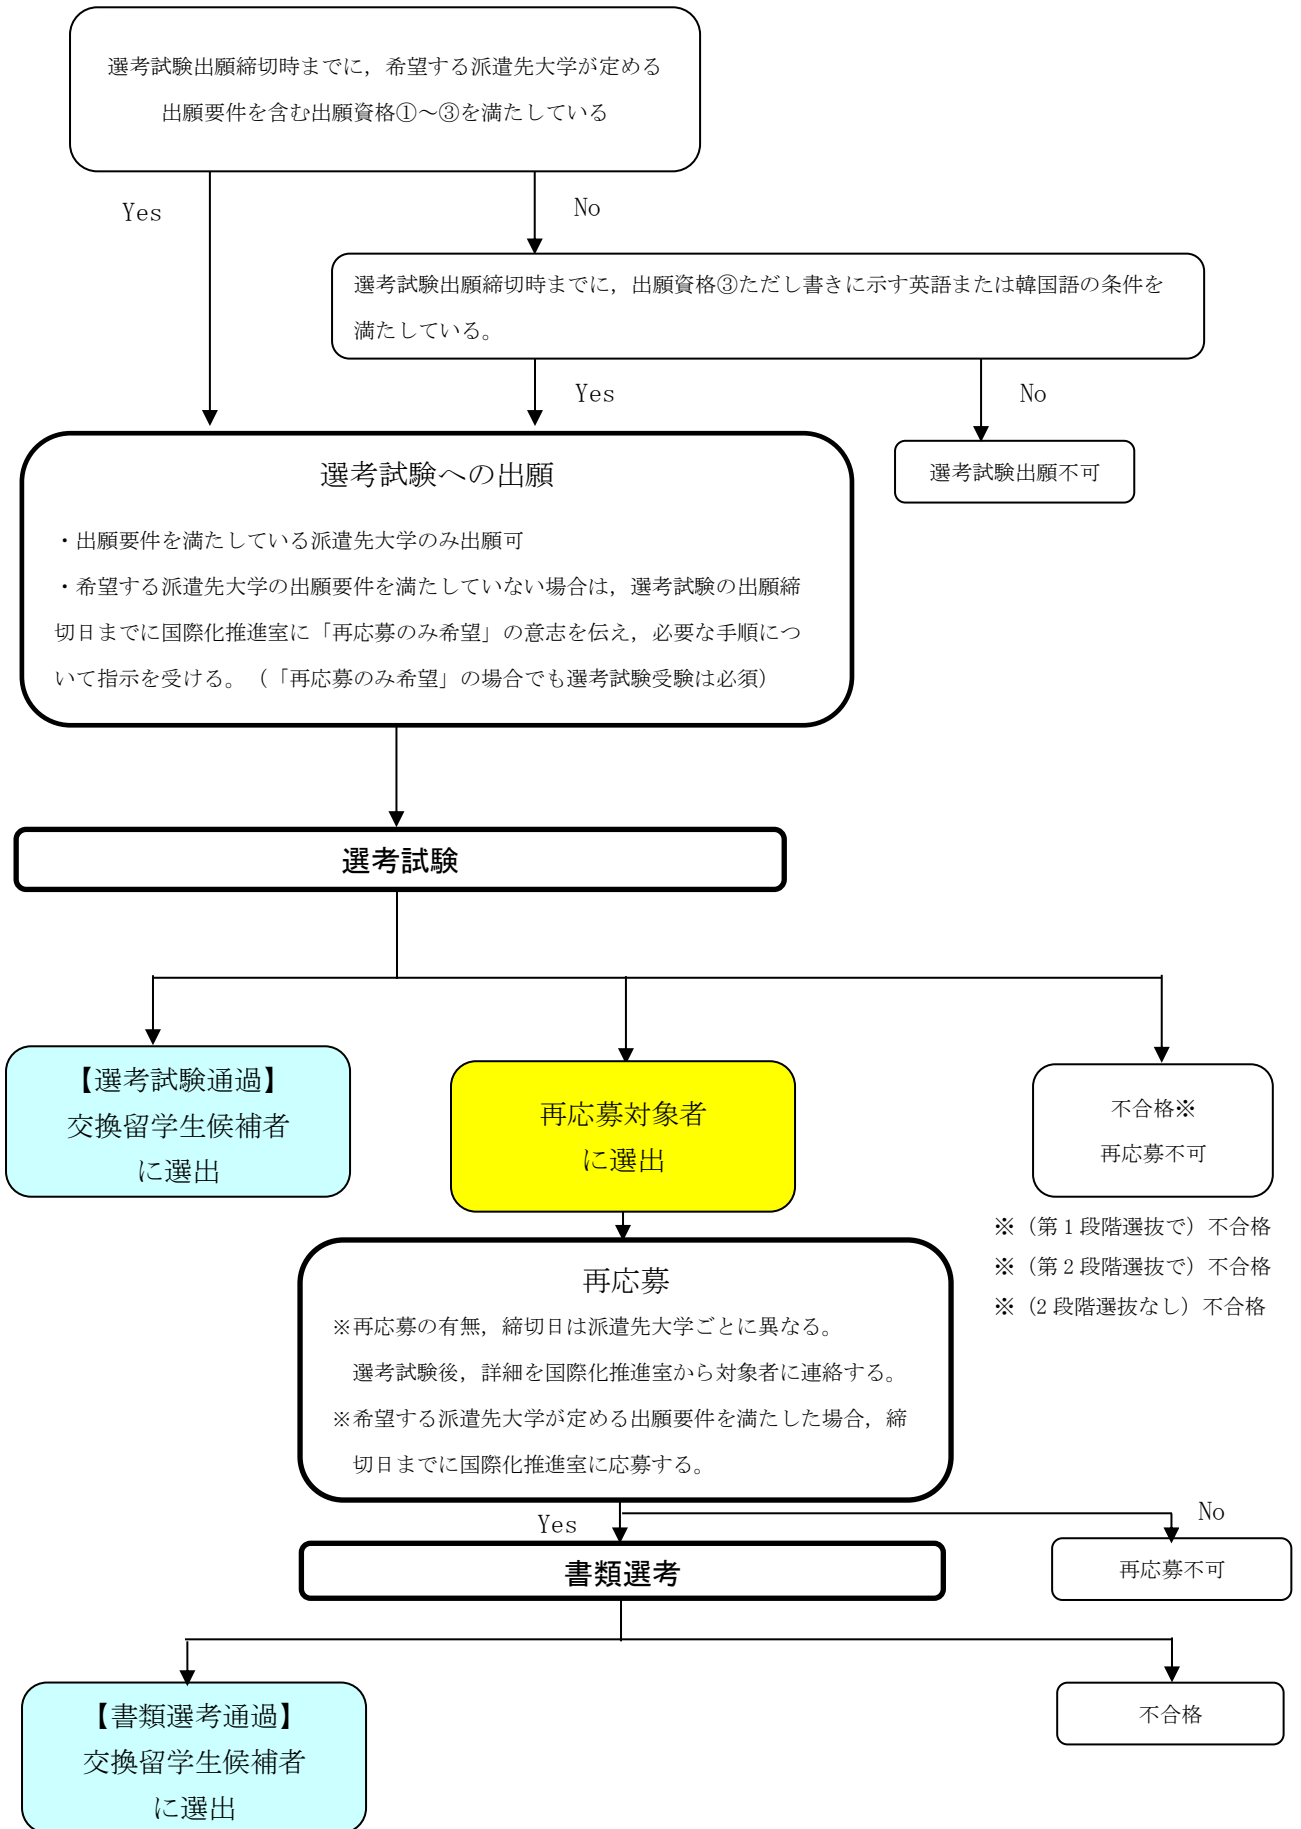 選考試験出願締切時までに，希望する派遣先大学が定める
出願要件を含む出願資格①～③を満たしている
Yes
No
選考試験出願締切時までに，出願資格③ただし書きに示す英語または韓国語の条件を
満たしている。
Yes
No
選考試験への出願
・出願要件を満たしている派遣先大学のみ出願可
・希望する派遣先大学の出願要件を満たしていない場合は，選考試験の出願締
切日までに国際化推進室に「再応募のみ希望」の意志を伝え，必要な手順につ
いて指示を受ける。（「再応募のみ希望」の場合でも選考試験受験は必須）
選考試験出願不可
選考試験
【選考試験通過】
交換留学生候補者
に選出
再応募対象者
に選出
不合格※
再応募不可
※（第1段階選抜で）不合格
※（第2段階選抜で）不合格
※（2段階選抜なし）不合格
再応募
※再応募の有無，締切日は派遣先大学ごとに異なる。
選考試験後，詳細を国際化推進室から対象者に連絡する。
※希望する派遣先大学が定める出願要件を満たした場合，締
切日までに国際化推進室に応募する。
Yes
No
書類選考
再応募不可
【書類選考通過】
交換留学生候補者
に選出
不合格